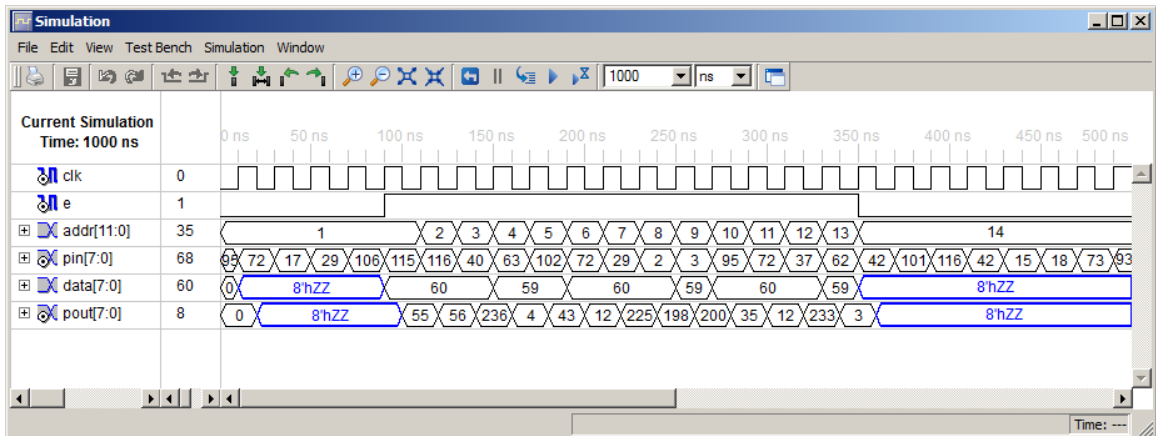 Simulation
File Edit View Test Bench Simulation Window
1000 ns
Current Simulation
Time: 1000 ns
0 ns 50 ns 100 ns 150 ns 200 ns 250 ns 300 ns 350 ns 400 ns 450 ns 500 ns
clk 0
e 1
addr[11:0] 35 1 2 3 4 5 6 7 8 9 10 11 12 13 14
pin[7:0] 68 95 72 17 29 106 115 116 40 63 102 72 29 2 3 95 72 37 62 42 101 116 42 15 18 73 93
data[7:0] 60 0 8'hZZ 60 59 60 59 60 59 8'hZZ
pout[7:0] 8 0 8'hZZ 55 56 236 4 43 12 225 198 200 35 12 233 3 8'hZZ
Time: ---